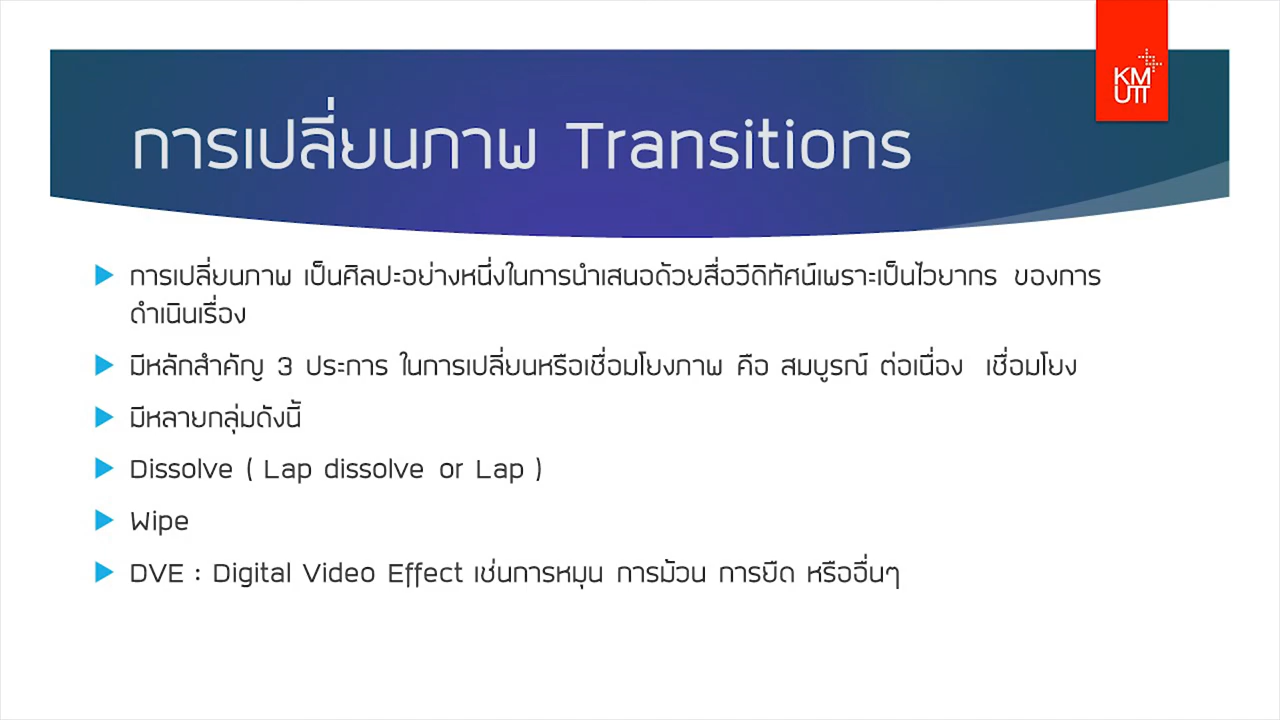 KM
UTT
การเปลี่ยนภาพ Transitions
การเปลี่ยนภาพ เป็นศิลปะอย่างหนึ่งในการนำเสนอด้วยสื่อวีดิทัศน์เพราะเป็นไวยากร ของการ
ดำเนินเรื่อง
มีหลักสำคัญ 3 ประการ ในการเปลี่ยนหรือเชื่อมโยงภาพ คือ สมบูรณ์ ต่อเนื่อง เชื่อมโยง
มีหลายกลุ่มดังนี้
Dissolve ( Lap dissolve or Lap )
Wipe
DVE : Digital Video Effect เช่นการหมุน การม้วน การยืด หรืออื่นๆ